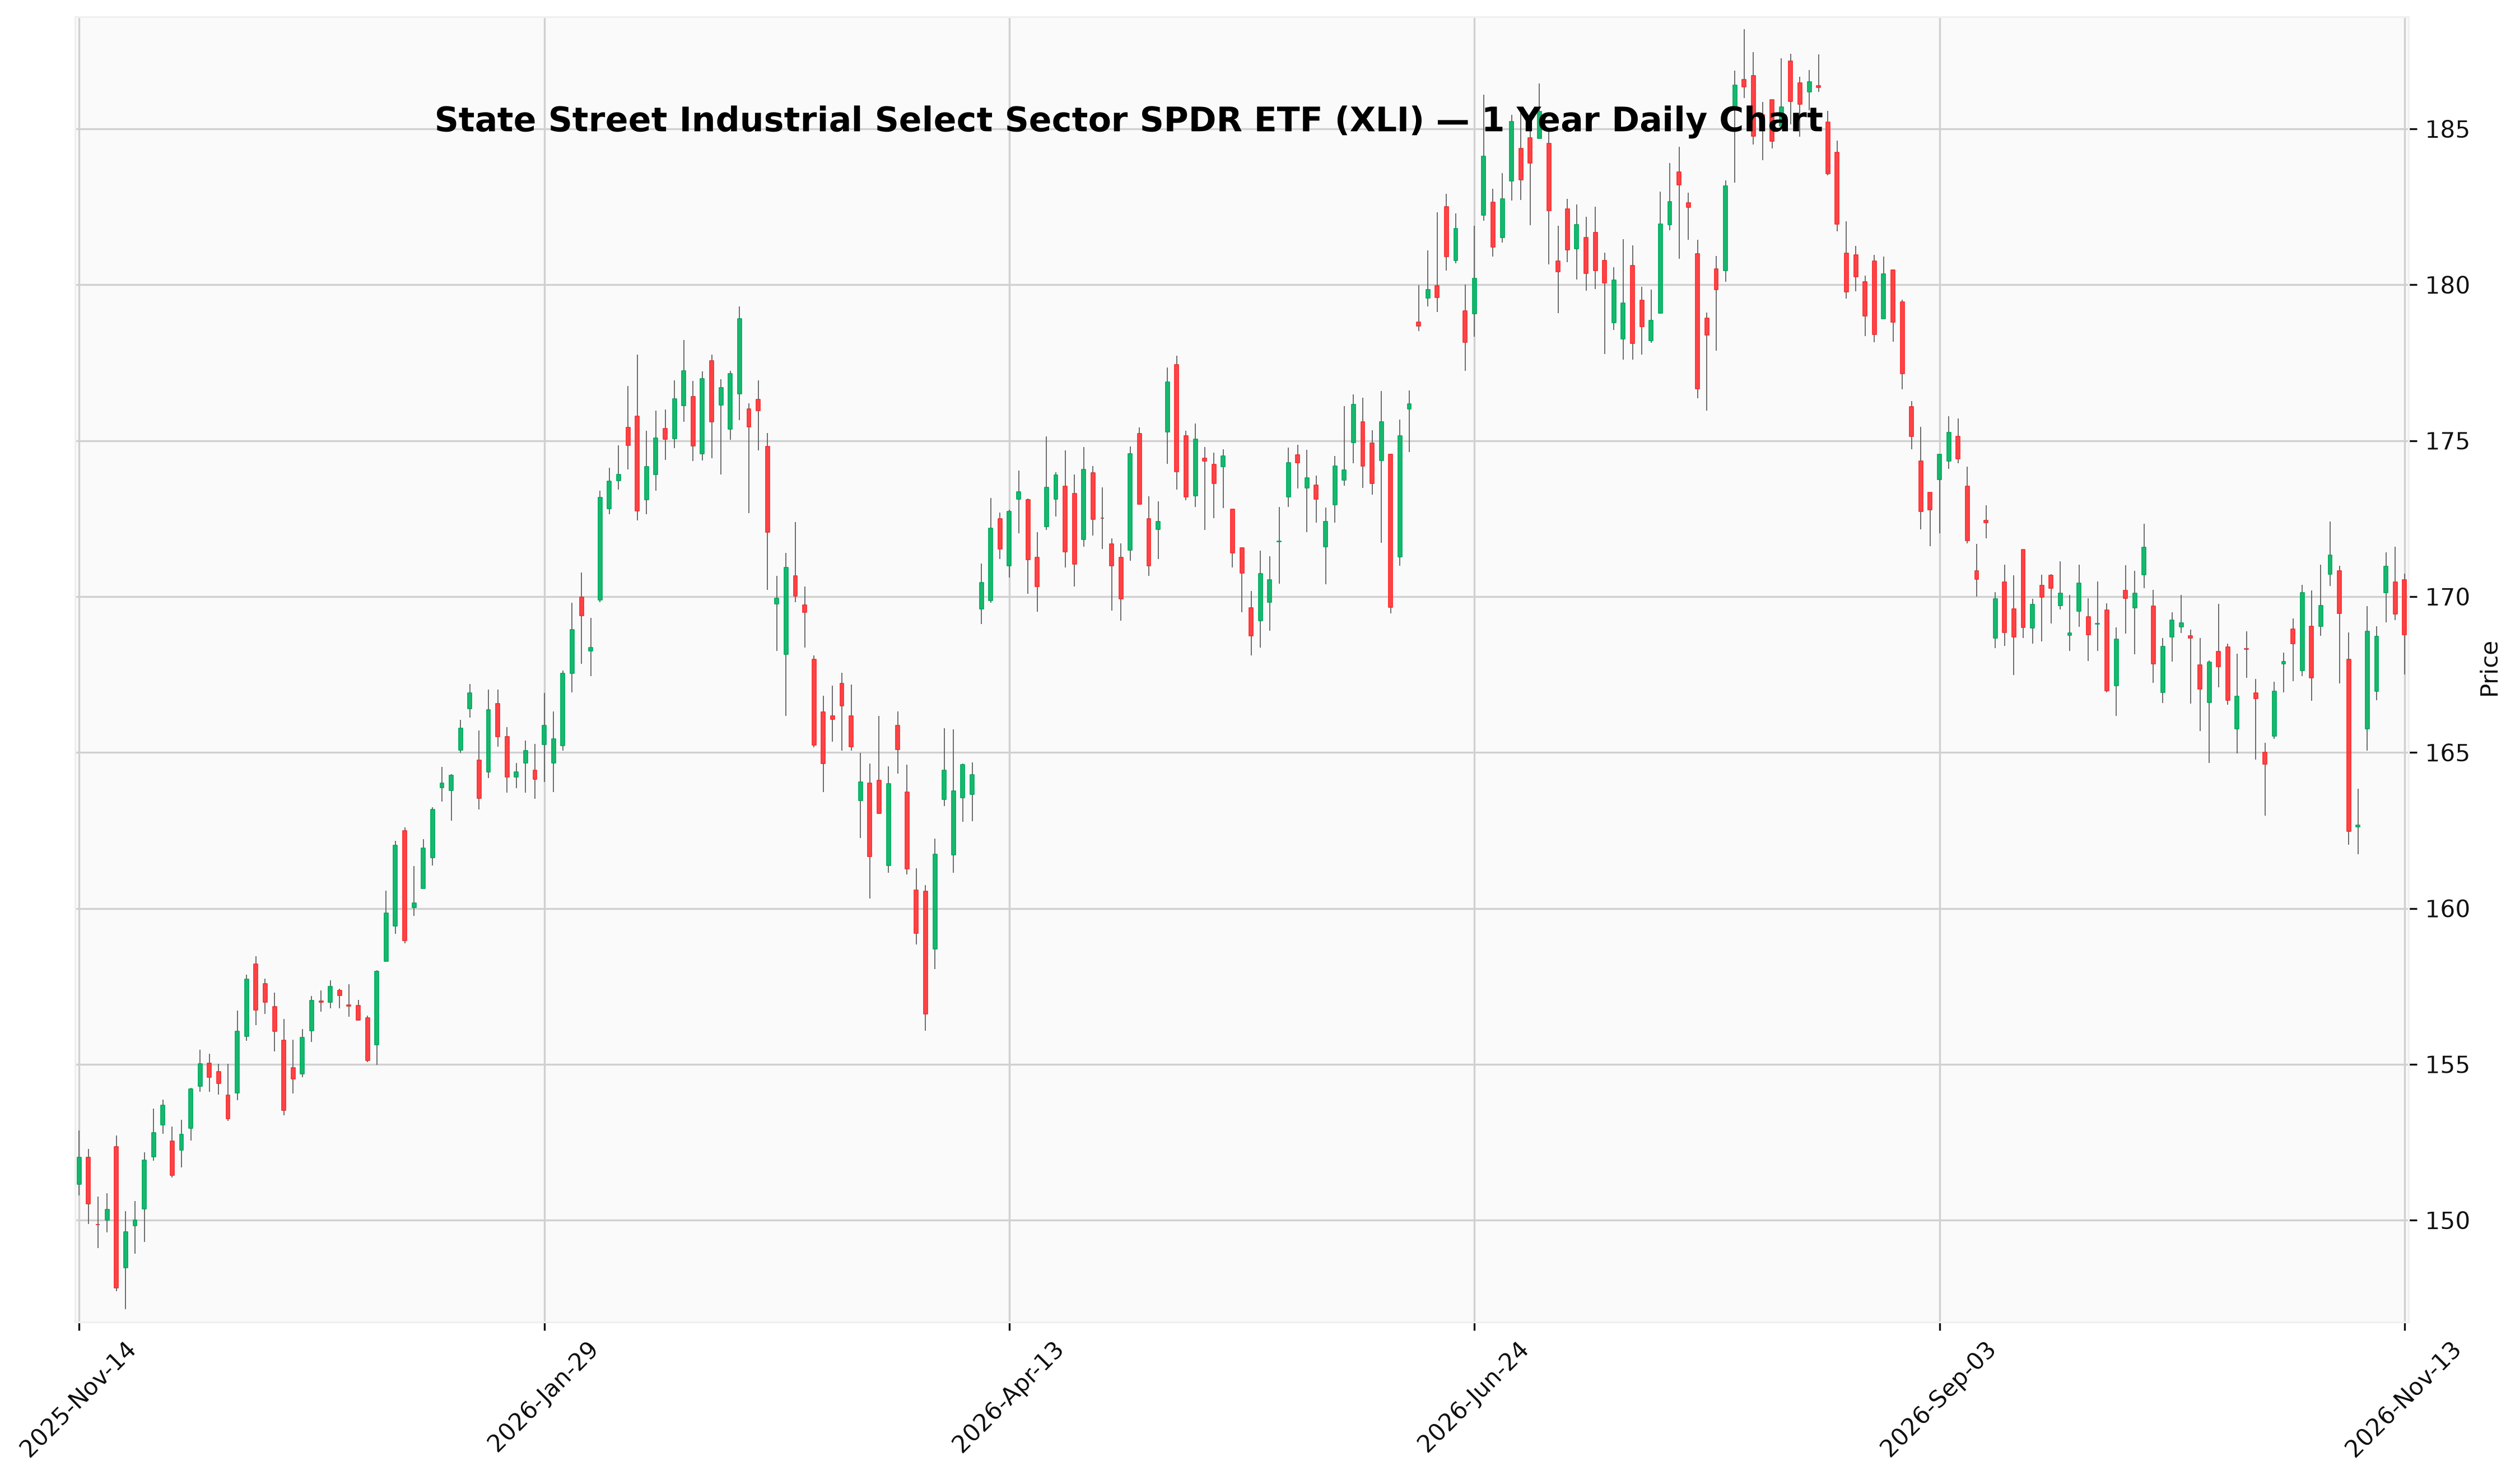 State Street Industrial Select Sector SPDR ETF (XLI) — 1 Year Daily Chart
185
180
175
170
165
160
155
150
Price
2025-Nov-14
2026-Jan-29
2026-Apr-13
2026-Jun-24
2026-Sep-03
2026-Nov-13